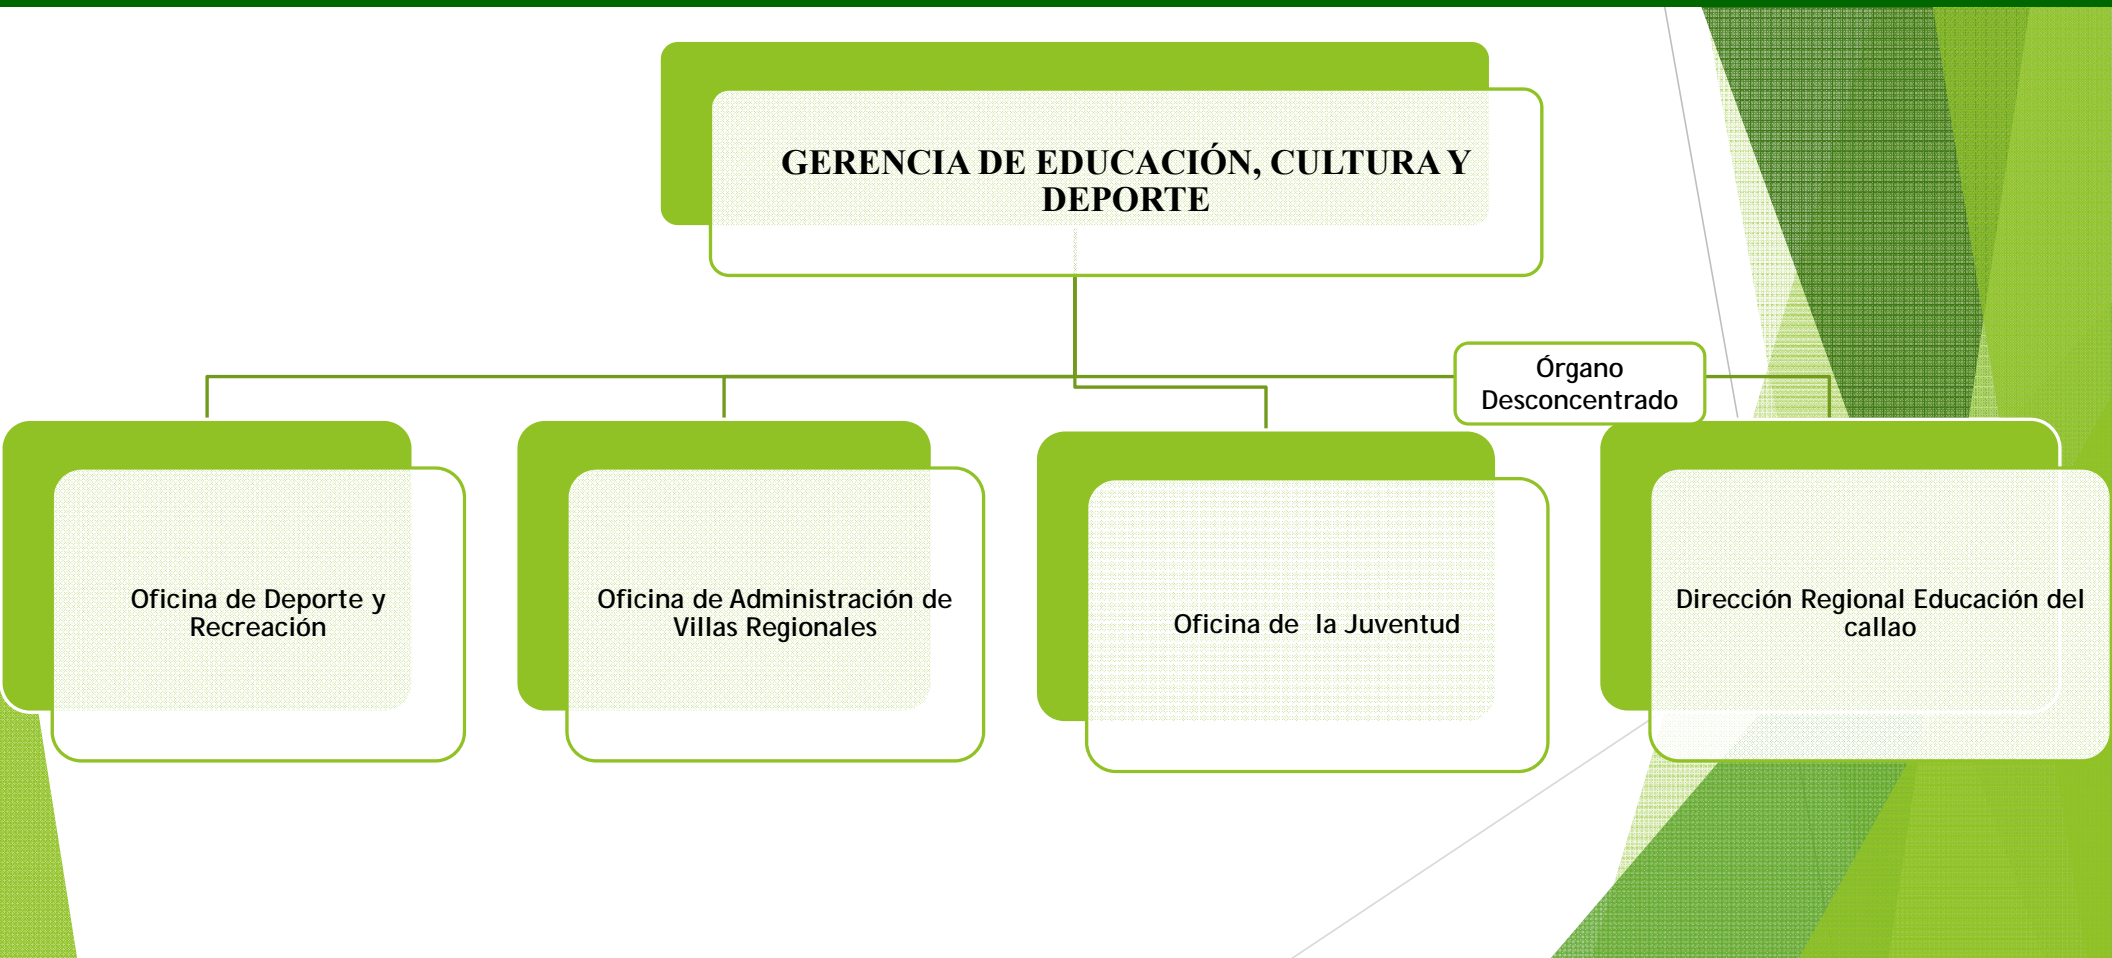 GERENCIA DE EDUCACIÓN, CULTURA Y
DEPORTE
Órgano
Desconcentrado
Oficina de Deporte y
Recreación
Oficina de Administración de
Villas Regionales
Oficina de  la Juventud
Dirección Regional Educación del
callao